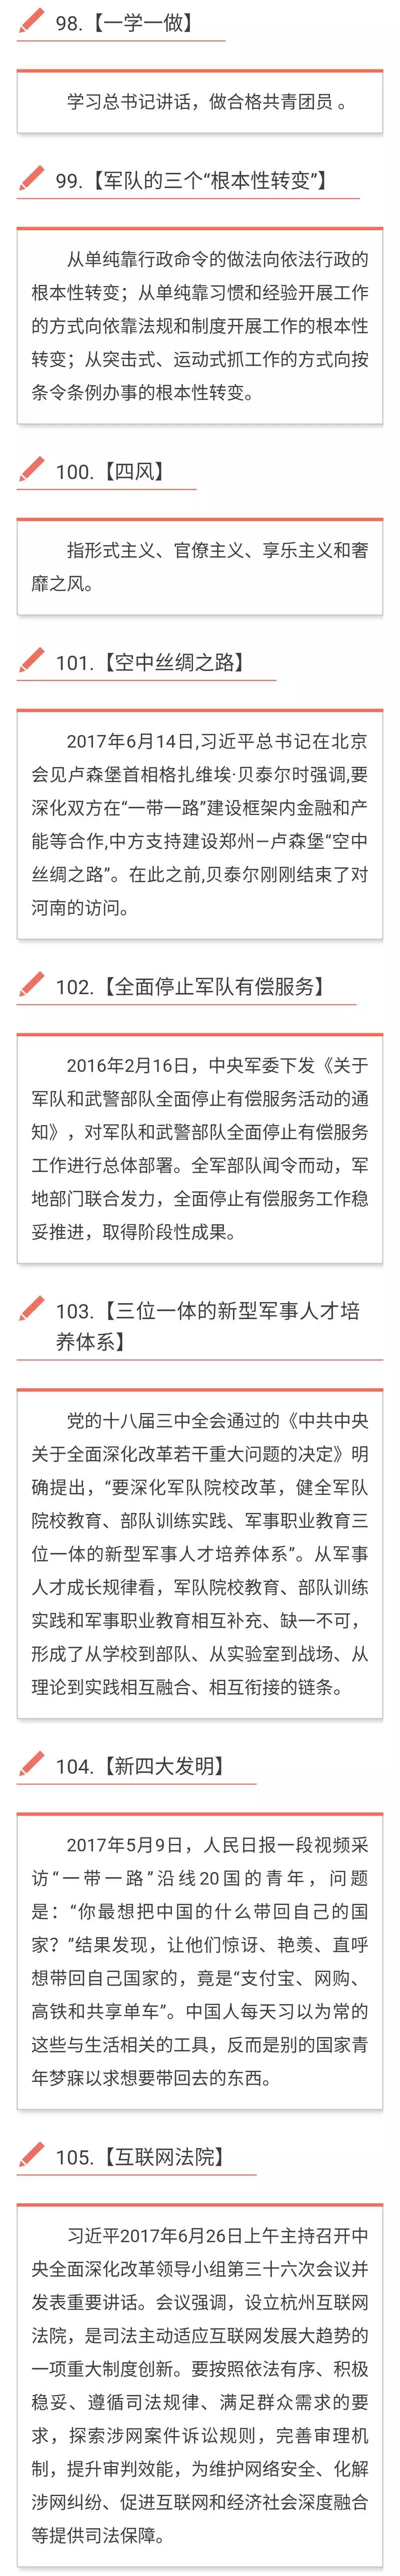 98.【一学一做】
学习总书记讲话，做合格共青团员 。
99.【军队的三个“根本性转变”】
从单纯靠行政命令的做法向依法行政的
根本性转变；从单纯靠习惯和经验开展工作
的方式向依靠法规和制度开展工作的根本性
转变；从突击式、运动式抓工作的方式向按
条令条例办事的根本性转变。
100.【四风】
指形式主义、官僚主义、享乐主义和奢
靡之风。
101.【空中丝绸之路】
2017年6月14日,习近平总书记在北京
会见卢森堡首相格扎维埃·贝泰尔时强调,要
深化双方在“一带一路”建设框架内金融和产
能等合作,中方支持建设郑州—卢森堡“空中
丝绸之路”。在此之前,贝泰尔刚刚结束了对
河南的访问。
102.【全面停止军队有偿服务】
2016年2月16日，中央军委下发《关于
军队和武警部队全面停止有偿服务活动的通
知》，对军队和武警部队全面停止有偿服务
工作进行总体部署。全军部队闻令而动，军
地部门联合发力，全面停止有偿服务工作稳
妥推进，取得阶段性成果。
103.【三位一体的新型军事人才培
养体系】
党的十八届三中全会通过的《中共中央
关于全面深化改革若干重大问题的决定》明
确提出，“要深化军队院校改革，健全军队
院校教育、部队训练实践、军事职业教育三
位一体的新型军事人才培养体系”。从军事
人才成长规律看，军队院校教育、部队训练
实践和军事职业教育相互补充、缺一不可，
形成了从学校到部队、从实验室到战场、从
理论到实践相互融合、相互衔接的链条。
104.【新四大发明】
2017年5月9日，人民日报一段视频采
访“一带一路”沿线20国的青年，问题
是：“你最想把中国的什么带回自己的国
家？”结果发现，让他们惊讶、艳羡、直呼
想带回自己国家的，竟是“支付宝、网购、
高铁和共享单车”。中国人每天习以为常的
这些与生活相关的工具，反而是别的国家青
年梦寐以求想要带回去的东西。
105.【互联网法院】
习近平2017年6月26日上午主持召开中
央全面深化改革领导小组第三十六次会议并
发表重要讲话。会议强调，设立杭州互联网
法院，是司法主动适应互联网发展大趋势的
一项重大制度创新。要按照依法有序、积极
稳妥、遵循司法规律、满足群众需求的要
求，探索涉网案件诉讼规则，完善审理机
制，提升审判效能，为维护网络安全、化解
涉网纠纷、促进互联网和经济社会深度融合
等提供司法保障。